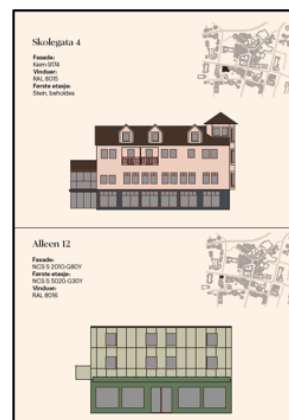 Skolegata 4
Fasade:
Keim 9174
Vinduer:
RAL 8015
Første etasje:
Stein, beholdes
Alleen 12
Fasade:
NCS S 2010-G80Y
Første etasje:
NCS S 5020-G30Y
Vinduer:
RAL 8016